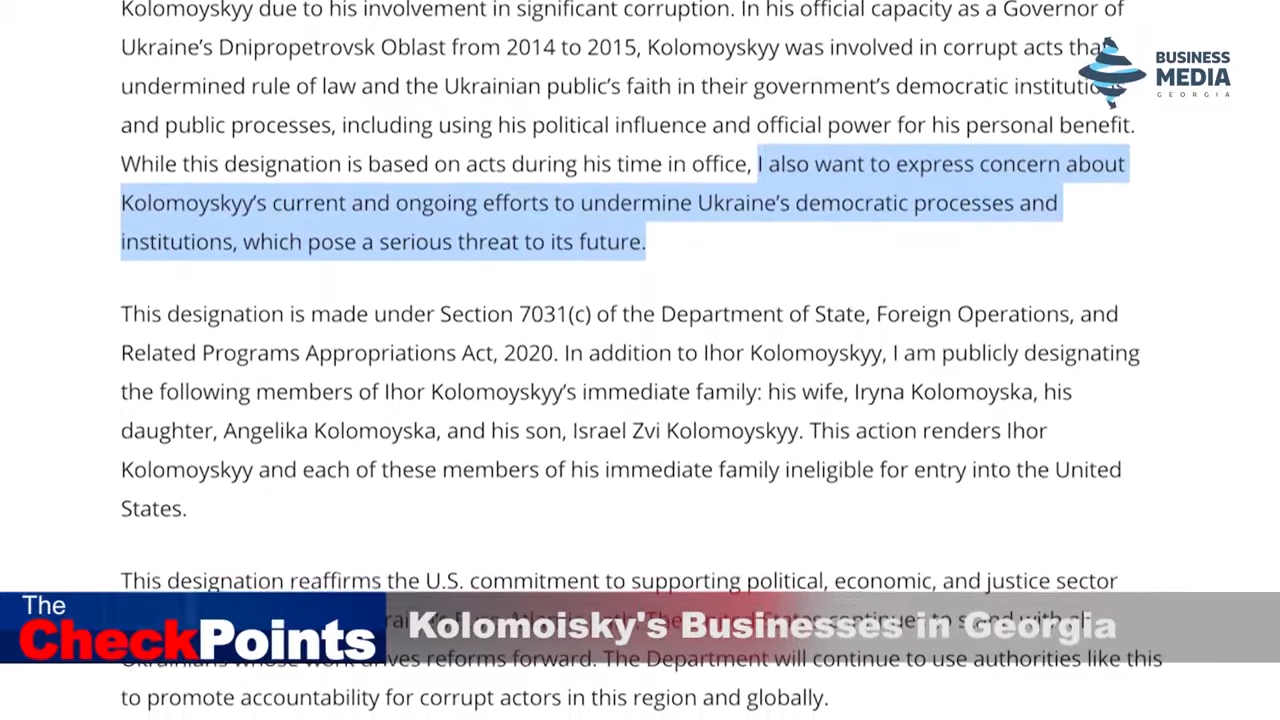 Kolomoyskyy due to his involvement in significant corruption. In his official capacity as a Governor of
Ukraine's Dnipropetrovsk Oblast from 2014 to 2015, Kolomoyskyy was involved in corrupt acts that
undermined rule of law and the Ukrainian public's faith in their government's democratic institutions
and public processes, including using his political influence and official power for his personal benefit.
While this designation is based on acts during his time in office, I also want to express concern about
Kolomoyskyy's current and ongoing efforts to undermine Ukraine's democratic processes and
institutions, which pose a serious threat to its future.
This designation is made under Section 7031(c) of the Department of State, Foreign Operations, and
Related Programs Appropriations Act, 2020. In addition to Ihor Kolomoyskyy, I am publicly designating
the following members of Ihor Kolomoyskyy's immediate family: his wife, Iryna Kolomoyska, his
daughter, Angelika Kolomoyska, and his son, Israel Zvi Kolomoyskyy. This action renders Ihor
Kolomoyskyy and each of these members of his immediate family ineligible for entry into the United
States.
This designation reaffirms the U.S. commitment to supporting political, economic, and justice sector
reforms forward. The Department will continue to use authorities like this
to promote accountability for corrupt actors in this region and globally.
BUSINESS
MEDIA
GEORGIA
The
CheckPoints
Kolomoisky's Businesses in Georgia